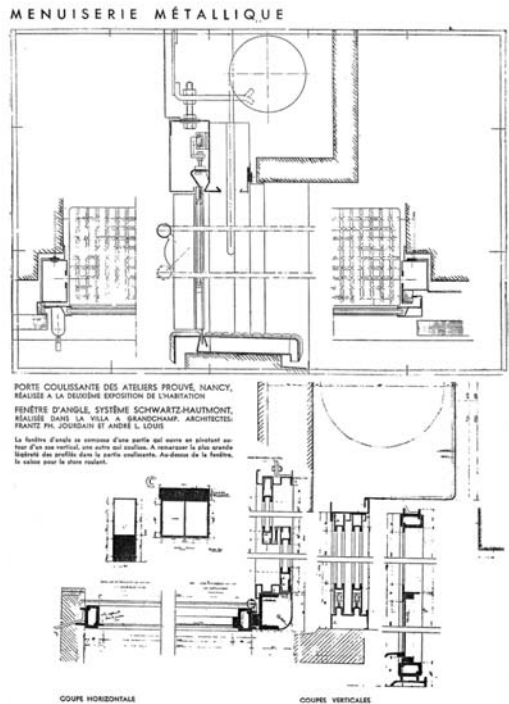 MENUISERIE MÉTALLIQUE
PORTE COULISSANTE DES ATELIERS PROUVÉ, NANCY,
RÉALISÉE A LA DEUXIÈME EXPOSITION DE L'HABITATION
FENÊTRE D'ANGLE, SYSTÈME SCHWARTZ-HAUTMONT,
RÉALISÉE DANS LA VILLA A GRANDCHAMP. ARCHITECTES:
FRANTZ PH. JOURDAIN ET ANDRÉ L. LOUIS
La fenêtre d'angle se compose d'une partie qui ouvre en pivotant au-
tour d'un axe vertical, une autre qui coulisse. A remarquer la plus grande
légèreté des profilés dans la partie coulissante. Au-dessus de la fenêtre,
la caisse pour le store roulant.
COUPE HORIZONTALE
COUPES VERTICALES